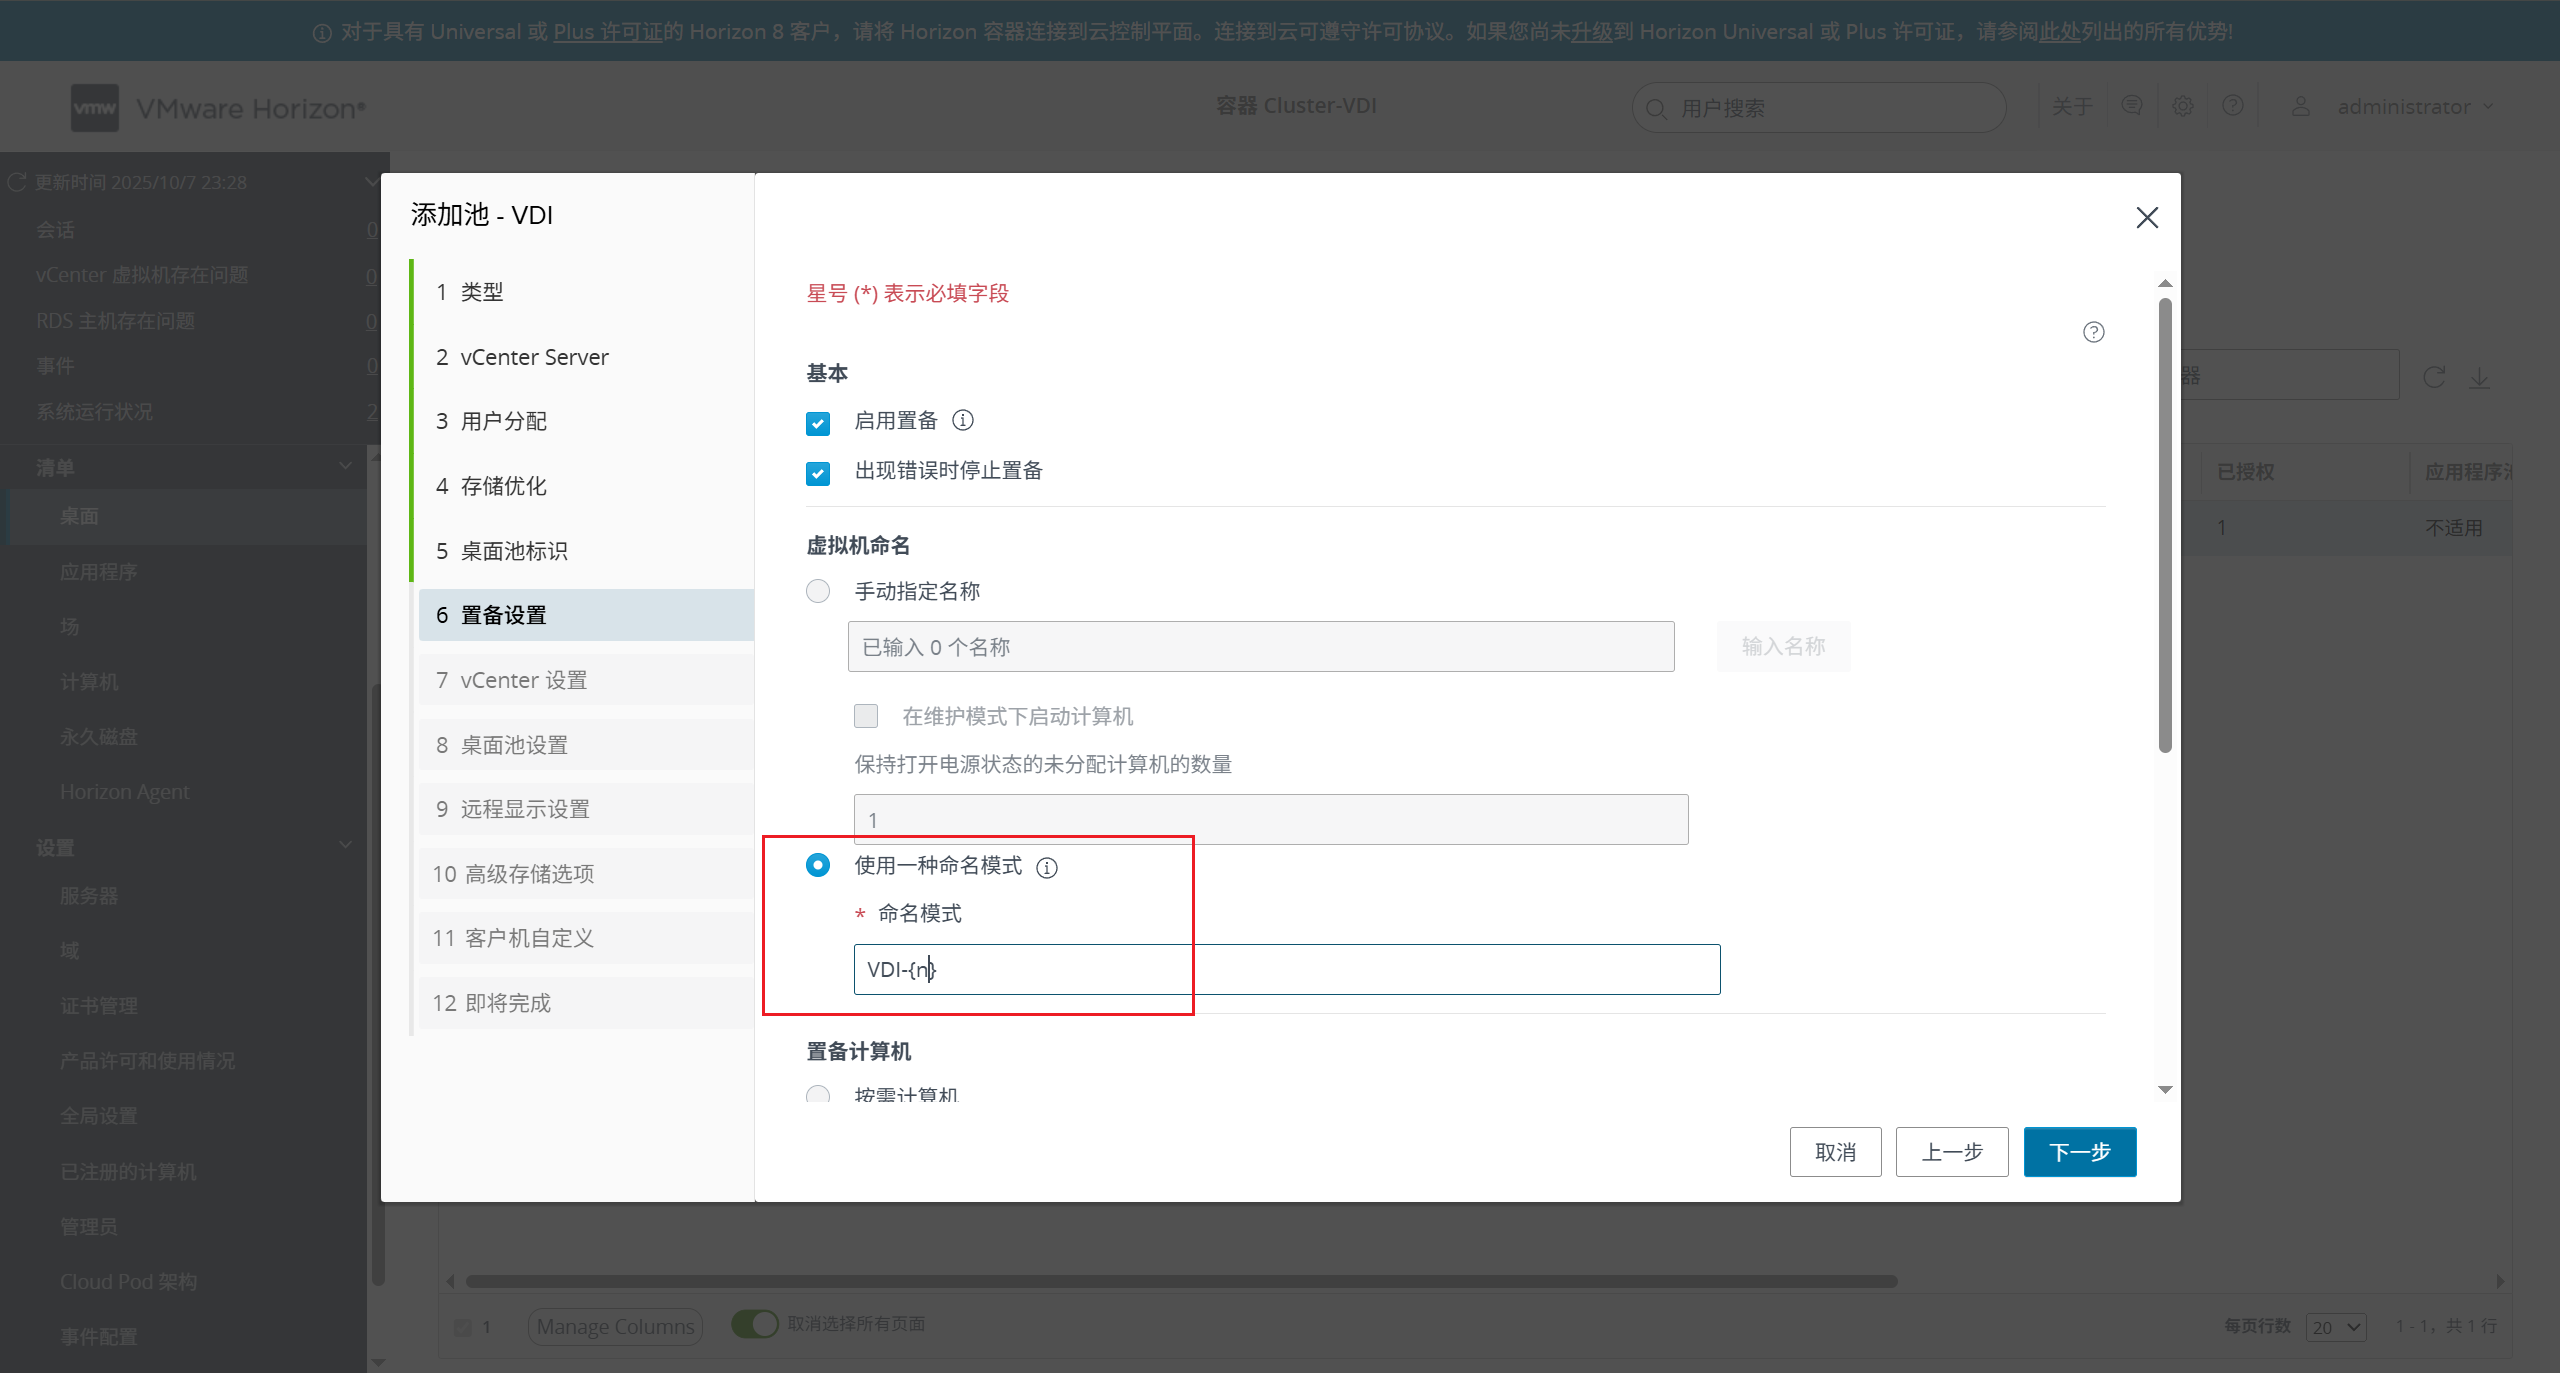 对于具有 Universal 或 Plus 许可证的 Horizon 8 客户，请将 Horizon 容器连接到云控制平面。连接到云可遵守许可协议。如果您尚未升级到 Horizon Universal 或 Plus 许可证，请参阅此处列出的所有优势!
vmw VMware Horizon®
容器 Cluster-VDI
用户搜索
关于
administrator
更新时间 2025/10/7 23:28
会话 0
vCenter 虚拟机存在问题 0
RDS 主机存在问题 0
事件 0
系统运行状况 2
清单
桌面
应用程序
场
计算机
永久磁盘
Horizon Agent
设置
服务器
域
证书管理
产品许可和使用情况
全局设置
已注册的计算机
管理员
Cloud Pod 架构
事件配置
添加池 - VDI
1 类型
2 vCenter Server
3 用户分配
4 存储优化
5 桌面池标识
6 置备设置
7 vCenter 设置
8 桌面池设置
9 远程显示设置
10 高级存储选项
11 客户机自定义
12 即将完成
星号 (*) 表示必填字段
基本
启用置备
出现错误时停止置备
虚拟机命名
手动指定名称
已输入 0 个名称
输入名称
在维护模式下启动计算机
保持打开电源状态的未分配计算机的数量
1
使用一种命名模式
* 命名模式
VDI-{n}
置备计算机
按需计算机
取消
上一步
下一步
器
已授权
应用程序
1
不适用
1
Manage Columns
取消选择所有页面
每页行数
20
1 - 1，共 1 行